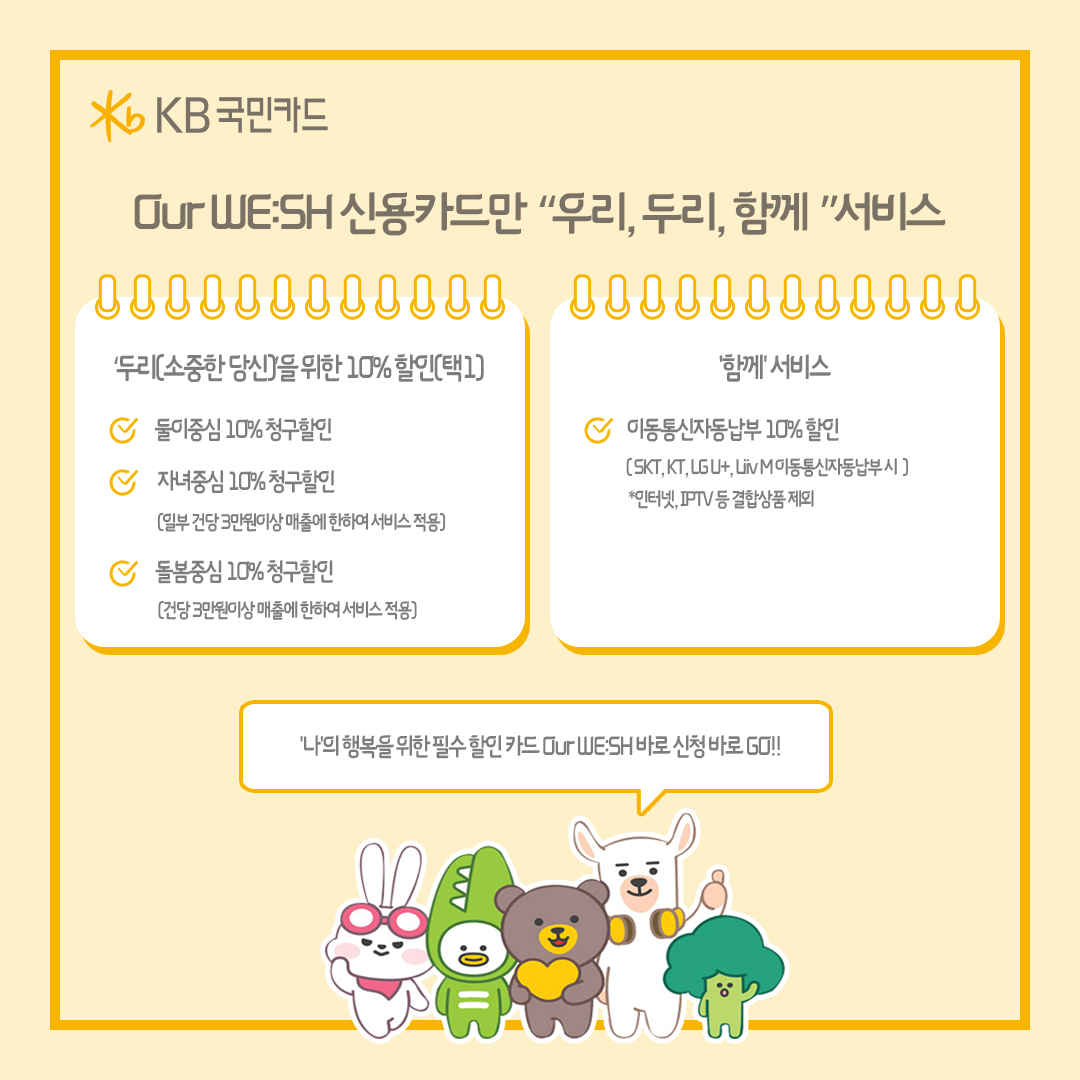 KB 국민카드
Our WE:SH 신용카드만 “우리, 두리, 함께 ”서비스
‘두리(소중한 당신)’을 위한 10% 할인(택1)
둘이중심 10% 청구할인
자녀중심 10% 청구할인
(일부 건당 3만원이상 매출에 한하여 서비스 적용)
돌봄중심 10% 청구할인
(건당 3만원이상 매출에 한하여 서비스 적용)
'함께' 서비스
이동통신자동납부 10% 할인
( SKT, KT, LG U+, Liiv M 이동통신자동납부 시 )
*인터넷, IPTV 등 결합상품 제외
'나'의 행복을 위한 필수 할인 카드 Our WE:SH 바로 신청 바로 GO!!